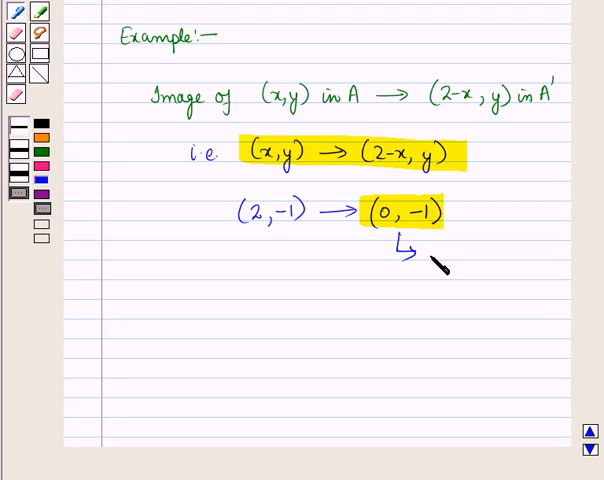 Example:-
Image of (x,y) in A → (2-x, y) in A'
i.e. (x,y) → (2-x, y)
(2,-1) → (0,-1)